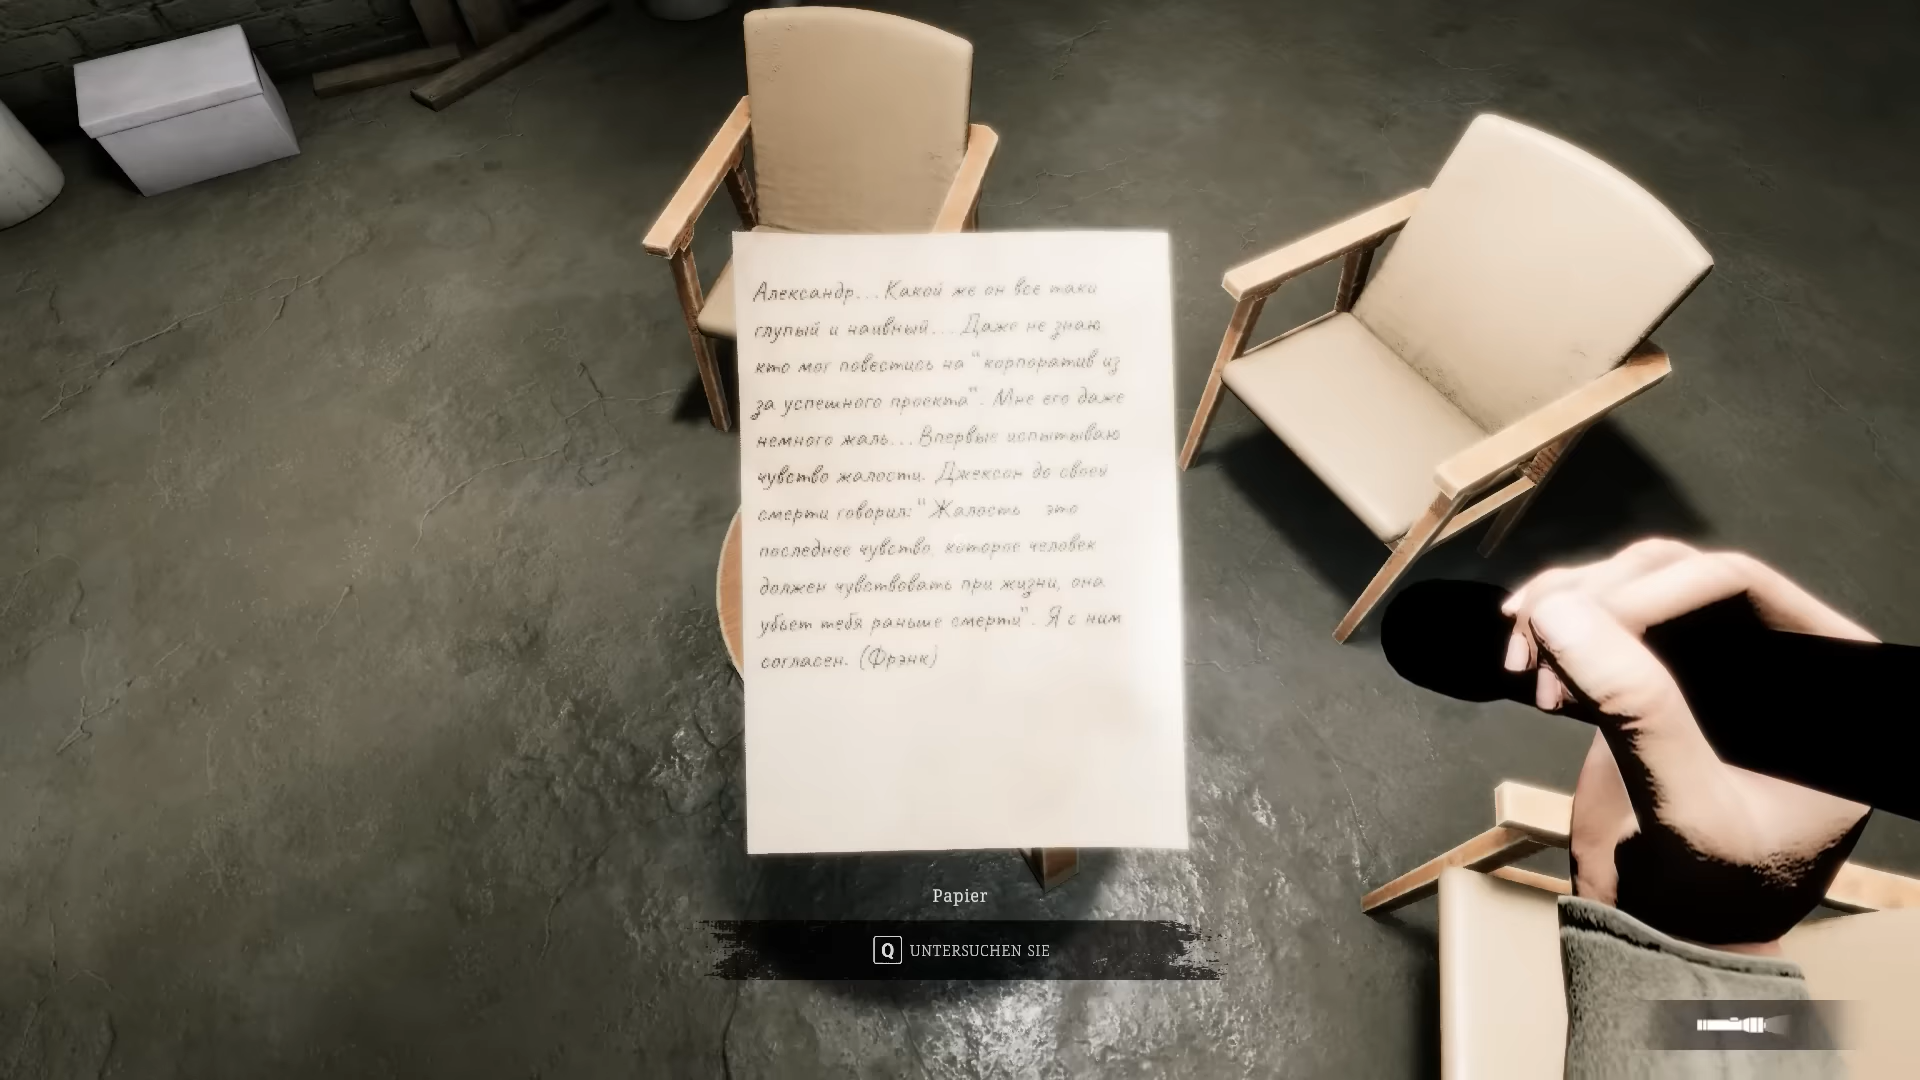 Александр...Какой же он все таки
глупый и наивный... Даже не знаю
кто мог повестись на "корпоратив из
за успешного проекта". Мне его даже
немного жаль...Впервые испытываю
чувство жалости. Джексон до своей
смерти говорил: "Жалость это
последнее чувство, которое человек
должен чувствовать при жизни, она
убьет тебя раньше смерти". Я с ним
согласен. (Фрэнк)
Papier
Q UNTERSUCHEN SIE